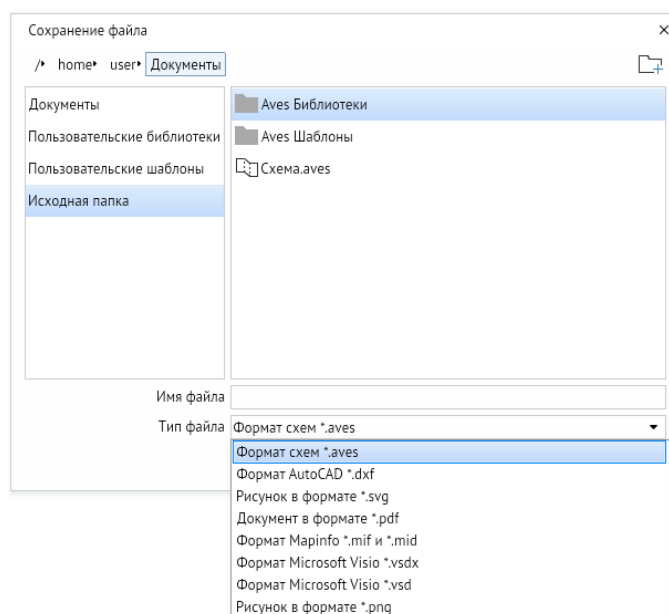 Сохранение файла
/ home user Документы
Документы
Пользовательские библиотеки
Пользовательские шаблоны
Исходная папка
Aves Библиотеки
Aves Шаблоны
Схема.aves
Имя файла
Тип файла Формат схем *.aves
Формат схем *.aves
Формат AutoCAD *.dxf
Рисунок в формате *.svg
Документ в формате *.pdf
Формат Mapinfo *.mif и *.mid
Формат Microsoft Visio *.vsdx
Формат Microsoft Visio *.vsd
Рисунок в формате *.png